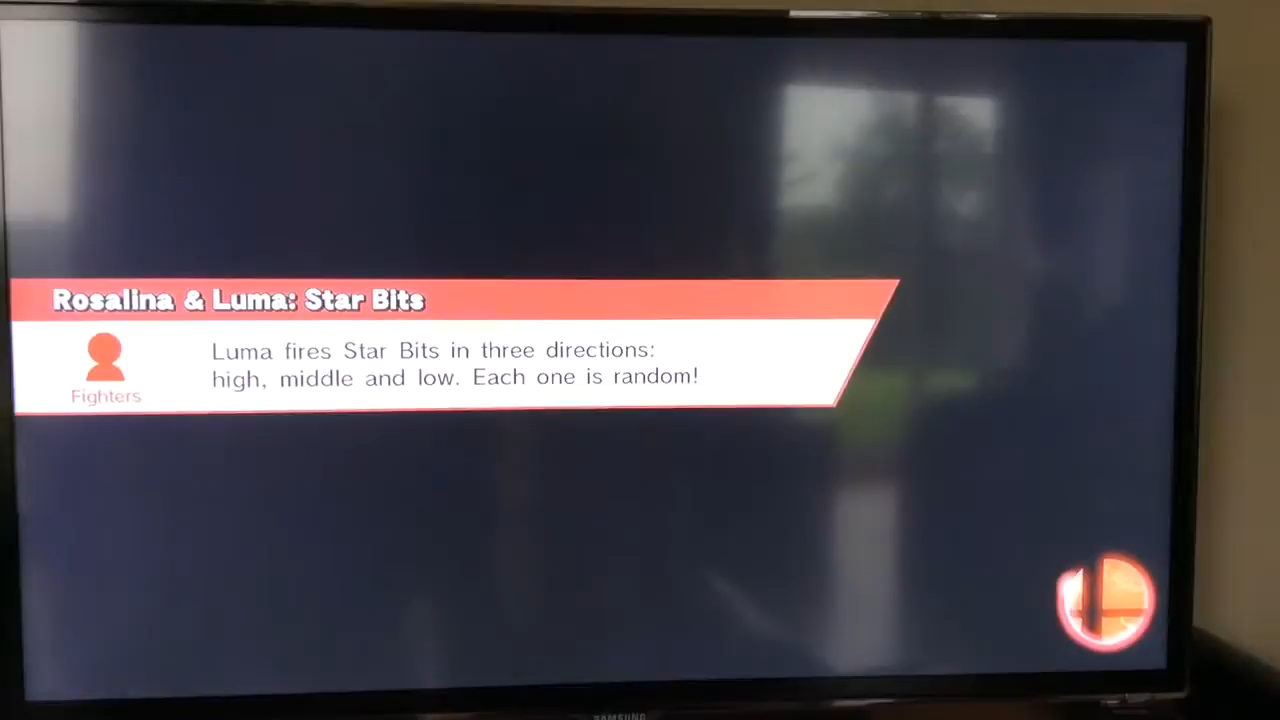 Rosalina & Luma: Star Bits
Luma fires Star Bits in three directions:
high, middle and low. Each one is random!
Fighters
SAMSUNG